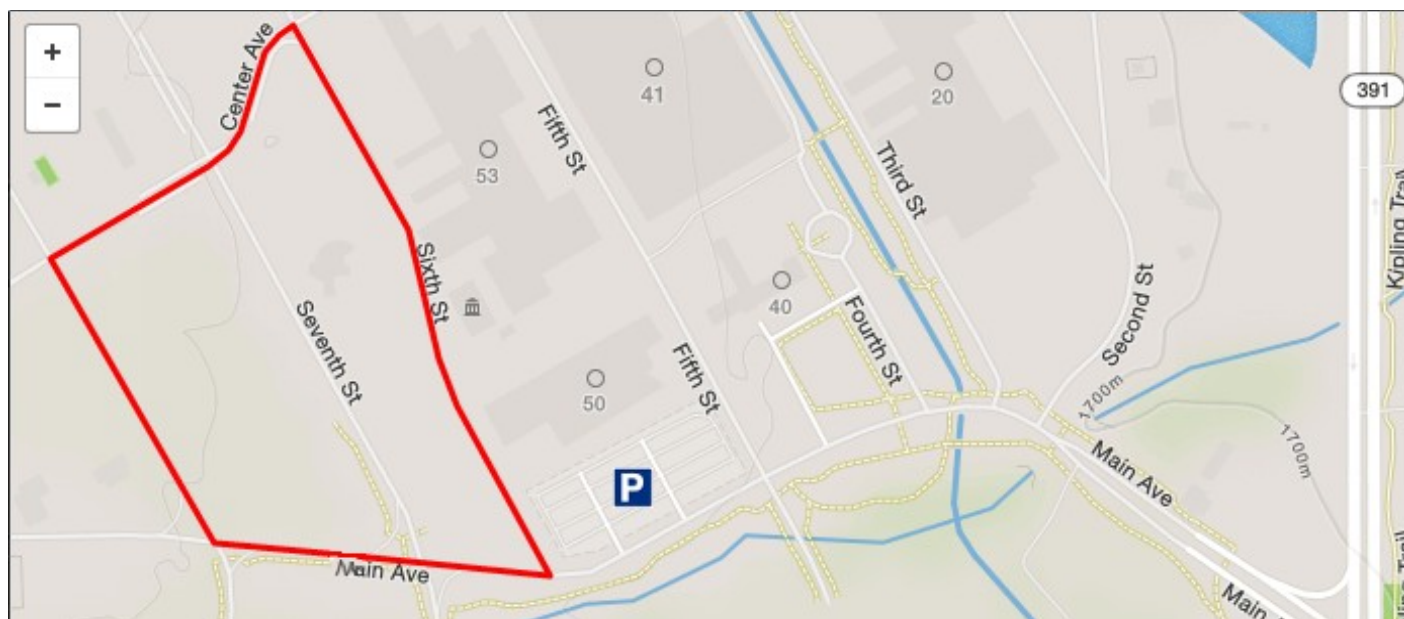 +
−
Center Ave
41
20
391
Fifth St
53
Third St
Kipling Trail
Sixth St
Seventh St
40
Fourth St
Second St
Fifth St
50
1700m
1700m
P
Main Ave
Main Ave
Main